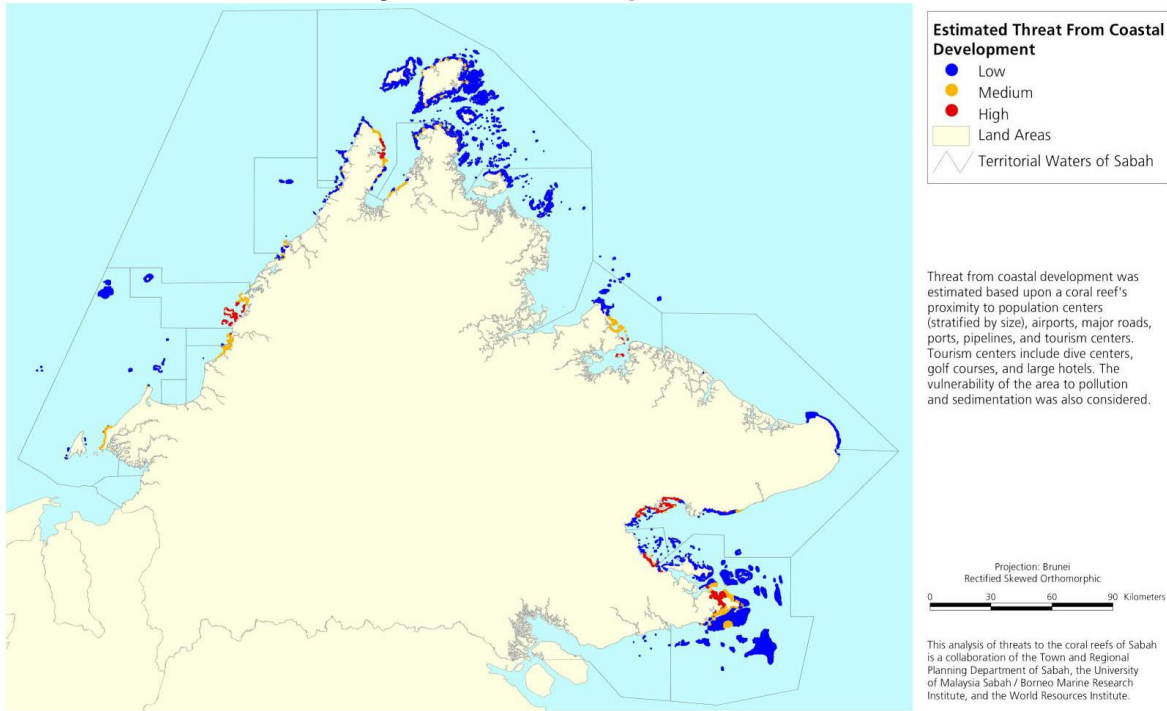 Estimated Threat From Coastal
Development
Low
Medium
High
Land Areas
Territorial Waters of Sabah
Threat from coastal development was
estimated based upon a coral reef's
proximity to population centers
(stratified by size), airports, major roads,
ports, pipelines, and tourism centers.
Tourism centers include dive centers,
golf courses, and large hotels. The
vulnerability of the area to pollution
and sedimentation was also considered.
Projection: Brunei
Rectified Skewed Orthomorphic
0 30 60 90 Kilometers
This analysis of threats to the coral reefs of Sabah
is a collaboration of the Town and Regional
Planning Department of Sabah, the University
of Malaysia Sabah / Borneo Marine Research
Institute, and the World Resources Institute.